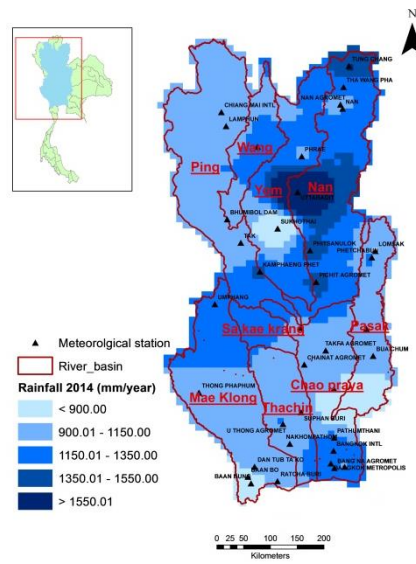 N
TUNG CHANG
THA WANG PHA
NAN AGROMET
NAN
CHIANG MAI INTL
LAMPHUN
Wang
PHRAE
Ping
Yom
Nan
UTTARADIT
BHUMIBOL DAM
SUKHOTHAI
LOMSAK
TAK
PHITSANULOK
PHETCHABUN
KAMPHAENG PHET
PICHIT AGROMET
UMPHANG
Sa kae krang
Pasak
Meteorolgical station
River_basin
TAKFA AGROMET
BUA CHUM
CHAINAT AGROMET
Rainfall 2014 (mm/year)
THONG PHAPHUM
Chao praya
Mae Klong
Thachin
< 900.00
SUPHAN BURI
900.01 - 1150.00
U THONG AGROMET
PATHUMTHANI
NAKHONPATHOM
BANGKOK INTL
1150.01 - 1350.00
DAN TUB TA KO
BANG NA AGROMET
BAAN BO
BANGKOK METROPOLIS
1351.01 - 1550.00
RATCHA BURI
> 1550.01
0 25 50 100 150 200
Kilometers